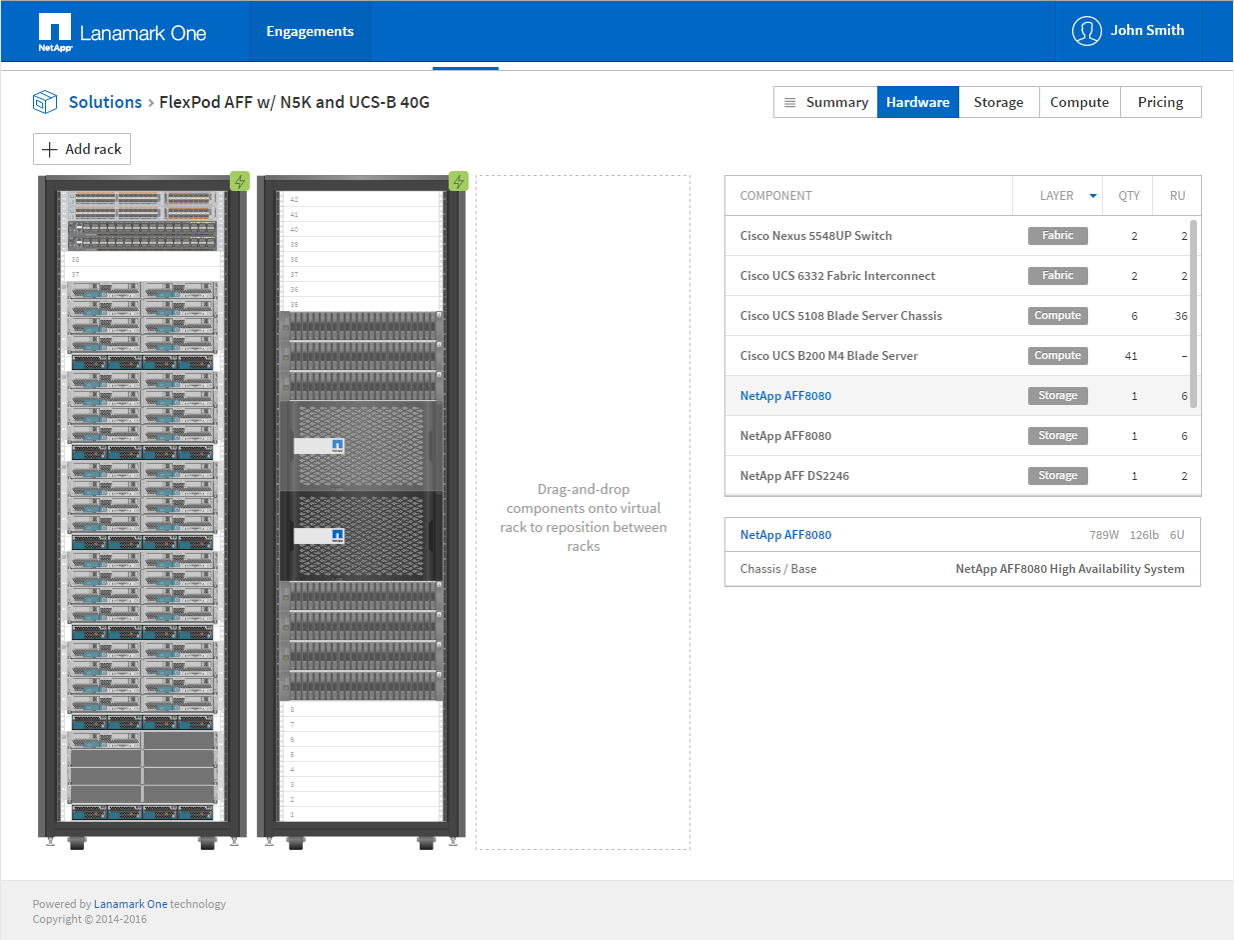 NetApp
Lanamark One
Engagements
John Smith
Solutions › FlexPod AFF w/ N5K and UCS-B 40G
Summary
Hardware
Storage
Compute
Pricing
Add rack
38
37
42
41
40
39
38
37
36
35
8
7
6
5
4
3
2
1
Drag-and-drop
components onto virtual
rack to reposition between
racks
COMPONENT LAYER QTY RU
Cisco Nexus 5548UP Switch Fabric 2 2
Cisco UCS 6332 Fabric Interconnect Fabric 2 2
Cisco UCS 5108 Blade Server Chassis Compute 6 36
Cisco UCS B200 M4 Blade Server Compute 41 –
NetApp AFF8080 Storage 1 6
NetApp AFF8080 Storage 1 6
NetApp AFF DS2246 Storage 1 2
NetApp AFF8080 789W 126lb 6U
Chassis / Base NetApp AFF8080 High Availability System
Powered by Lanamark One technology
Copyright © 2014-2016